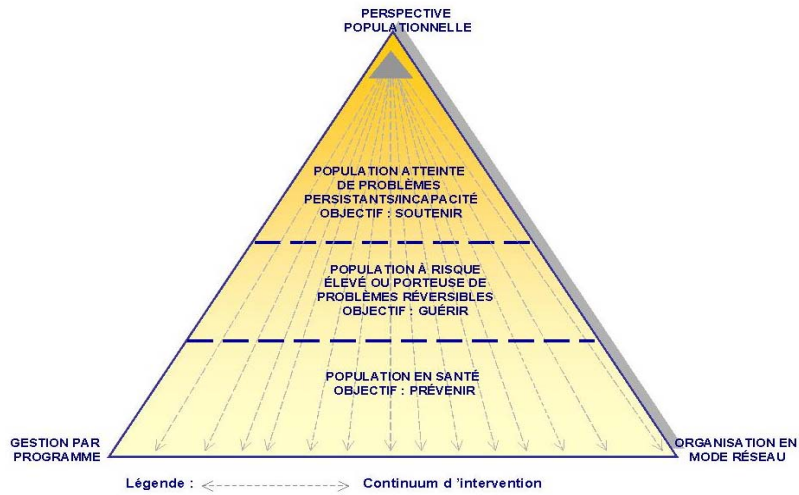 PERSPECTIVE
POPULATIONNELLE
POPULATION ATTEINTE
DE PROBLÈMES
PERSISTANTS/INCAPACITÉ
OBJECTIF : SOUTENIR
POPULATION À RISQUE
ÉLEVÉ OU PORTEUSE DE
PROBLÈMES RÉVERSIBLES
OBJECTIF : GUÉRIR
POPULATION EN SANTÉ
OBJECTIF : PRÉVENIR
GESTION PAR
PROGRAMME
ORGANISATION EN
MODE RÉSEAU
Légende :
Continuum d 'intervention